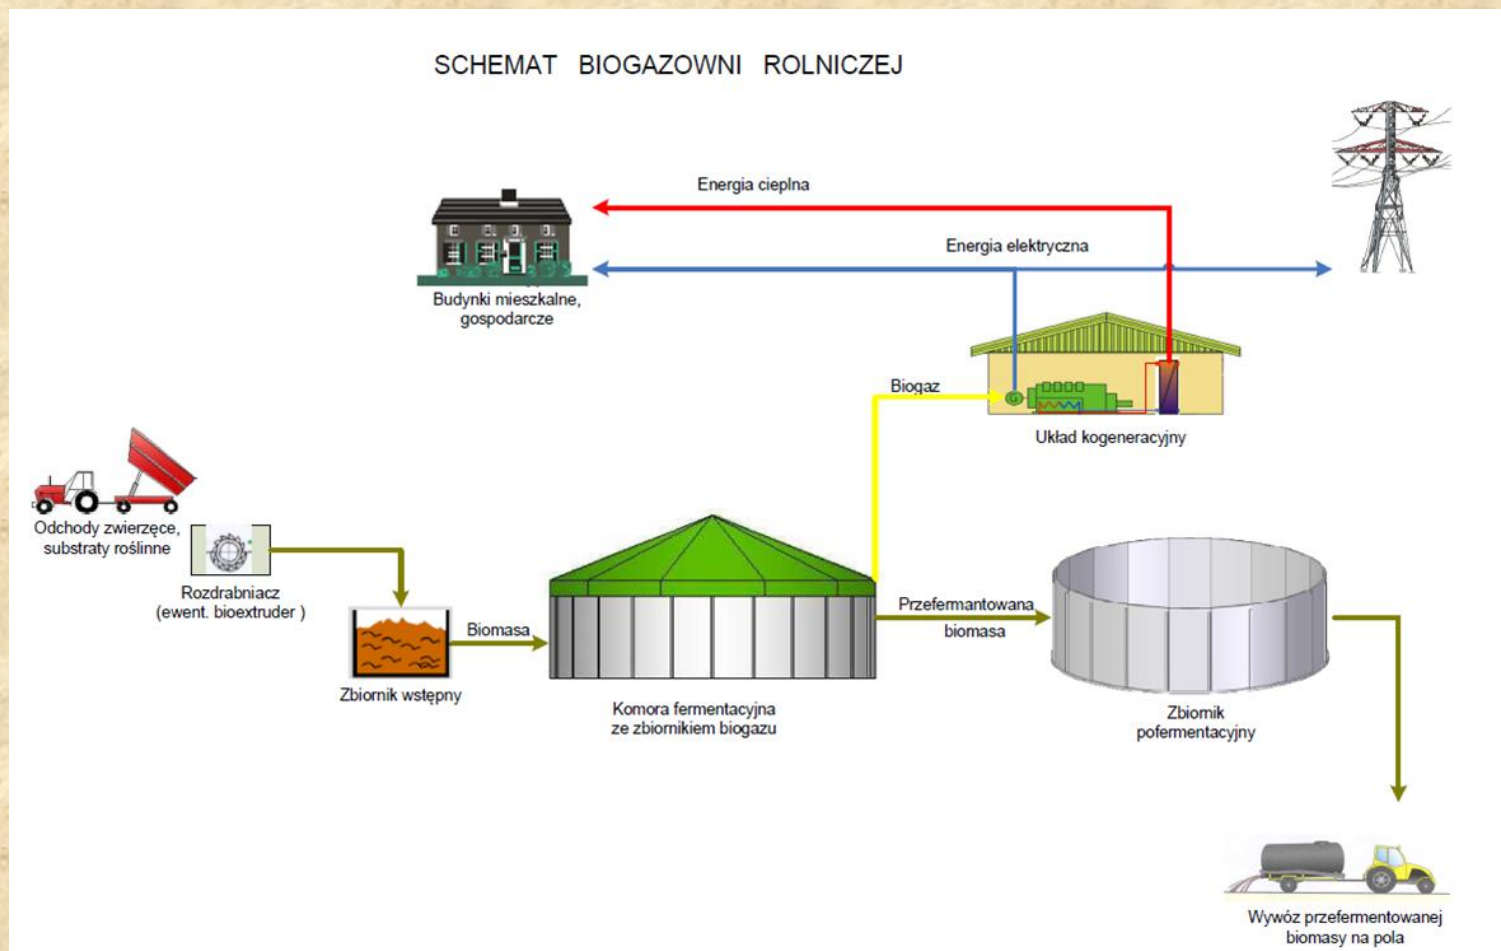 SCHEMAT BIOGAZOWNI ROLNICZEJ
Energia cieplna
Energia elektryczna
Budynki mieszkalne,
gospodarcze
Biogaz
G
Układ kogeneracyjny
Odchody zwierzęce,
substraty roślinne
Rozdrabniacz
(ewent. bioextruder )
Zbiornik wstępny
Biomasa
Komora fermentacyjna
ze zbiornikiem biogazu
Przefermantowana
biomasa
Zbiornik
pofermentacyjny
Wywóz przefermentowanej
biomasy na pola